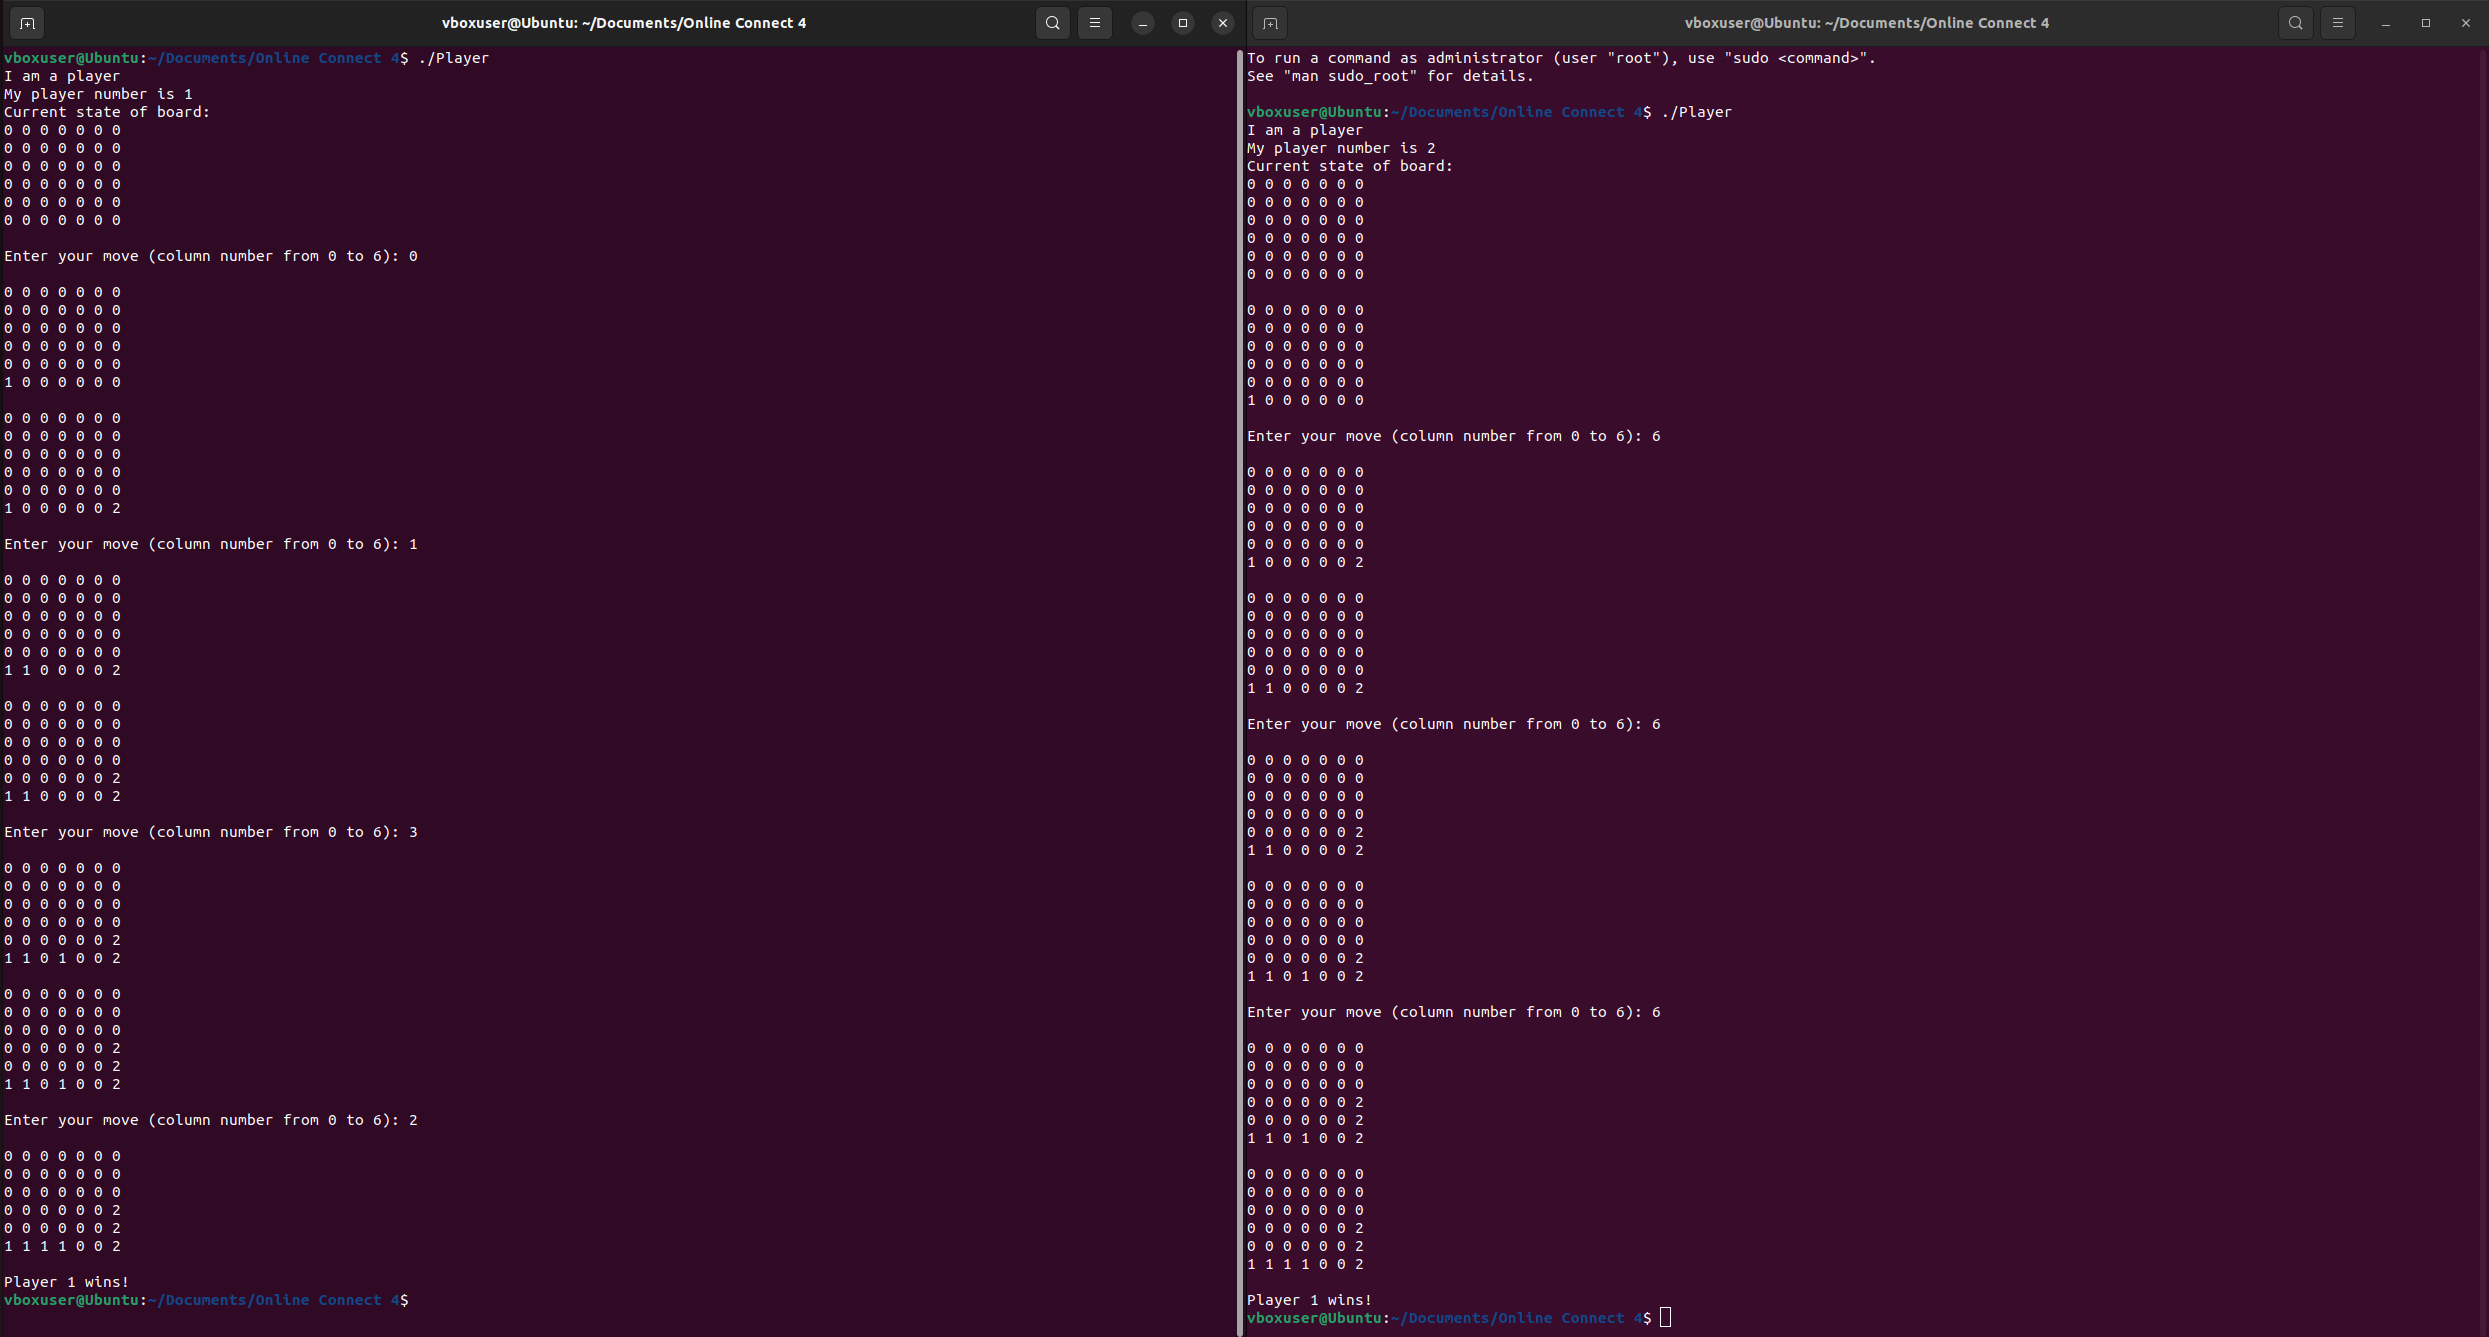 vboxuser@Ubuntu: ~/Documents/Online Connect 4
vboxuser@Ubuntu:~/Documents/Online Connect 4$ ./Player
I am a player
My player number is 1
Current state of board:
0 0 0 0 0 0 0
0 0 0 0 0 0 0
0 0 0 0 0 0 0
0 0 0 0 0 0 0
0 0 0 0 0 0 0
0 0 0 0 0 0 0
Enter your move (column number from 0 to 6): 0
0 0 0 0 0 0 0
0 0 0 0 0 0 0
0 0 0 0 0 0 0
0 0 0 0 0 0 0
0 0 0 0 0 0 0
1 0 0 0 0 0 0
0 0 0 0 0 0 0
0 0 0 0 0 0 0
0 0 0 0 0 0 0
0 0 0 0 0 0 0
0 0 0 0 0 0 0
1 0 0 0 0 0 2
Enter your move (column number from 0 to 6): 1
0 0 0 0 0 0 0
0 0 0 0 0 0 0
0 0 0 0 0 0 0
0 0 0 0 0 0 0
0 0 0 0 0 0 0
1 1 0 0 0 0 2
0 0 0 0 0 0 0
0 0 0 0 0 0 0
0 0 0 0 0 0 0
0 0 0 0 0 0 0
0 0 0 0 0 0 2
1 1 0 0 0 0 2
Enter your move (column number from 0 to 6): 3
0 0 0 0 0 0 0
0 0 0 0 0 0 0
0 0 0 0 0 0 0
0 0 0 0 0 0 0
0 0 0 0 0 0 2
1 1 0 1 0 0 2
0 0 0 0 0 0 0
0 0 0 0 0 0 0
0 0 0 0 0 0 0
0 0 0 0 0 0 2
0 0 0 0 0 0 2
1 1 0 1 0 0 2
Enter your move (column number from 0 to 6): 2
0 0 0 0 0 0 0
0 0 0 0 0 0 0
0 0 0 0 0 0 0
0 0 0 0 0 0 2
0 0 0 0 0 0 2
1 1 1 1 0 0 2
Player 1 wins!
vboxuser@Ubuntu:~/Documents/Online Connect 4$
vboxuser@Ubuntu: ~/Documents/Online Connect 4
To run a command as administrator (user "root"), use "sudo <command>".
See "man sudo_root" for details.
vboxuser@Ubuntu:~/Documents/Online Connect 4$ ./Player
I am a player
My player number is 2
Current state of board:
0 0 0 0 0 0 0
0 0 0 0 0 0 0
0 0 0 0 0 0 0
0 0 0 0 0 0 0
0 0 0 0 0 0 0
0 0 0 0 0 0 0
0 0 0 0 0 0 0
0 0 0 0 0 0 0
0 0 0 0 0 0 0
0 0 0 0 0 0 0
0 0 0 0 0 0 0
1 0 0 0 0 0 0
Enter your move (column number from 0 to 6): 6
0 0 0 0 0 0 0
0 0 0 0 0 0 0
0 0 0 0 0 0 0
0 0 0 0 0 0 0
0 0 0 0 0 0 0
1 0 0 0 0 0 2
0 0 0 0 0 0 0
0 0 0 0 0 0 0
0 0 0 0 0 0 0
0 0 0 0 0 0 0
0 0 0 0 0 0 0
1 1 0 0 0 0 2
Enter your move (column number from 0 to 6): 6
0 0 0 0 0 0 0
0 0 0 0 0 0 0
0 0 0 0 0 0 0
0 0 0 0 0 0 0
0 0 0 0 0 0 2
1 1 0 0 0 0 2
0 0 0 0 0 0 0
0 0 0 0 0 0 0
0 0 0 0 0 0 0
0 0 0 0 0 0 0
0 0 0 0 0 0 2
1 1 0 1 0 0 2
Enter your move (column number from 0 to 6): 6
0 0 0 0 0 0 0
0 0 0 0 0 0 0
0 0 0 0 0 0 0
0 0 0 0 0 0 2
0 0 0 0 0 0 2
1 1 0 1 0 0 2
0 0 0 0 0 0 0
0 0 0 0 0 0 0
0 0 0 0 0 0 0
0 0 0 0 0 0 2
0 0 0 0 0 0 2
1 1 1 1 0 0 2
Player 1 wins!
vboxuser@Ubuntu:~/Documents/Online Connect 4$